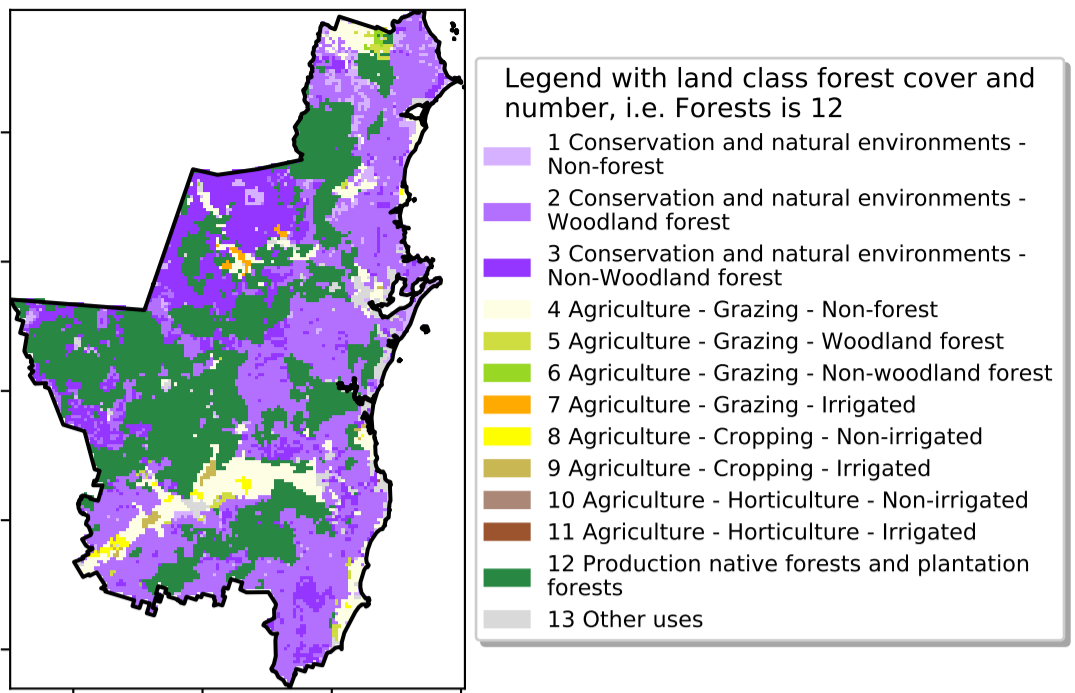 Legend with land class forest cover and
number, i.e. Forests is 12
1 Conservation and natural environments -
Non-forest
2 Conservation and natural environments -
Woodland forest
3 Conservation and natural environments -
Non-Woodland forest
4 Agriculture - Grazing - Non-forest
5 Agriculture - Grazing - Woodland forest
6 Agriculture - Grazing - Non-woodland forest
7 Agriculture - Grazing - Irrigated
8 Agriculture - Cropping - Non-irrigated
9 Agriculture - Cropping - Irrigated
10 Agriculture - Horticulture - Non-irrigated
11 Agriculture - Horticulture - Irrigated
12 Production native forests and plantation
forests
13 Other uses